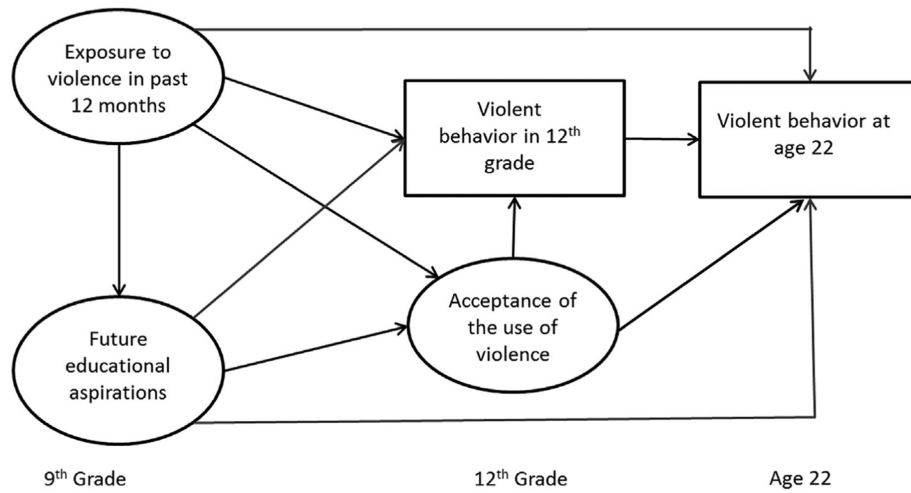 Exposure to
violence in past
12 months
Violent
behavior in 12th
grade
Violent behavior at
age 22
Future
educational
aspirations
Acceptance of
the use of
violence
9th Grade
12th Grade
Age 22